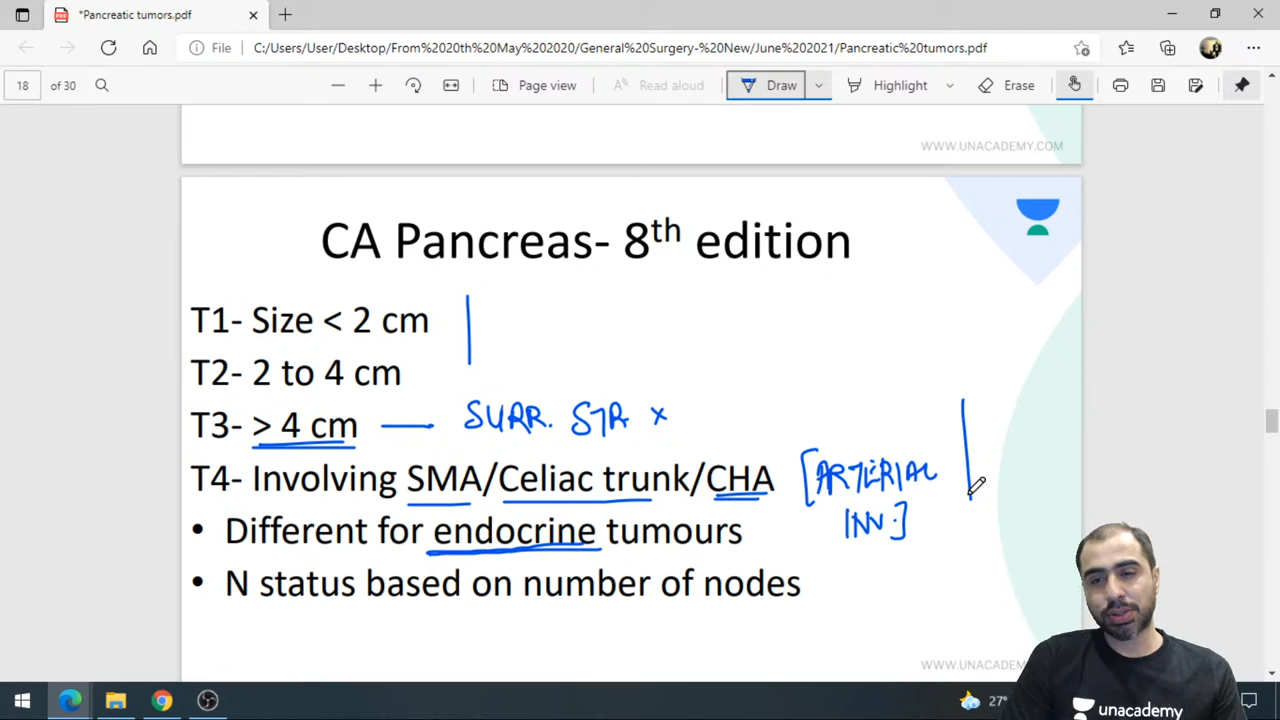 *Pancreatic tumors.pdf
File C:/Users/User/Desktop/From%2020th%20May%202020/General%20Surgery-%20New/June%202021/Pancreatic%20tumors.pdf
18 of 30 Page view Read aloud Draw Highlight Erase
WWW.UNACADEMY.COM
CA Pancreas- 8th edition
T1- Size < 2 cm
T2- 2 to 4 cm
T3- > 4 cm — SURR. STR ×
T4- Involving SMA/Celiac trunk/CHA [ARTERIAL
INV.]
• Different for endocrine tumours
• N status based on number of nodes
WWW.UNACADEM
27°
unacademy